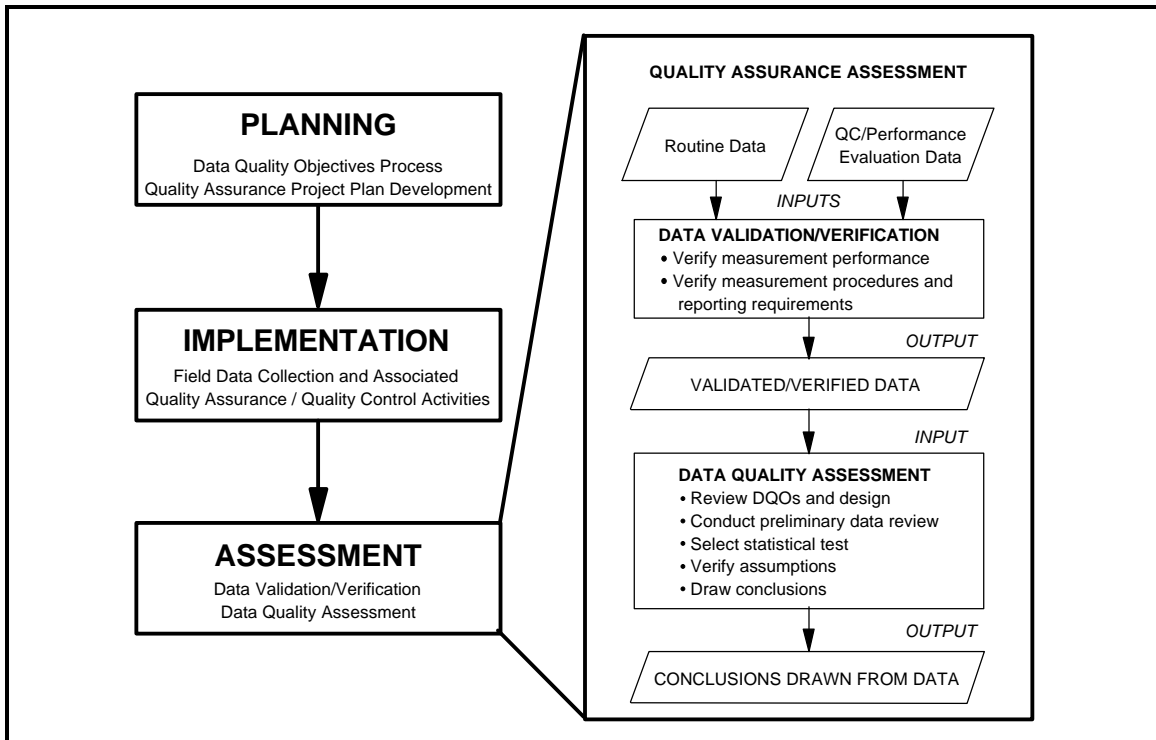 PLANNING
Data Quality Objectives Process
Quality Assurance Project Plan Development
IMPLEMENTATION
Field Data Collection and Associated
Quality Assurance / Quality Control Activities
ASSESSMENT
Data Validation/Verification
Data Quality Assessment
QUALITY ASSURANCE ASSESSMENT
Routine Data
QC/Performance
Evaluation Data
INPUTS
DATA VALIDATION/VERIFICATION
• Verify measurement performance
• Verify measurement procedures and
reporting requirements
OUTPUT
VALIDATED/VERIFIED DATA
INPUT
DATA QUALITY ASSESSMENT
• Review DQOs and design
• Conduct preliminary data review
• Select statistical test
• Verify assumptions
• Draw conclusions
OUTPUT
CONCLUSIONS DRAWN FROM DATA